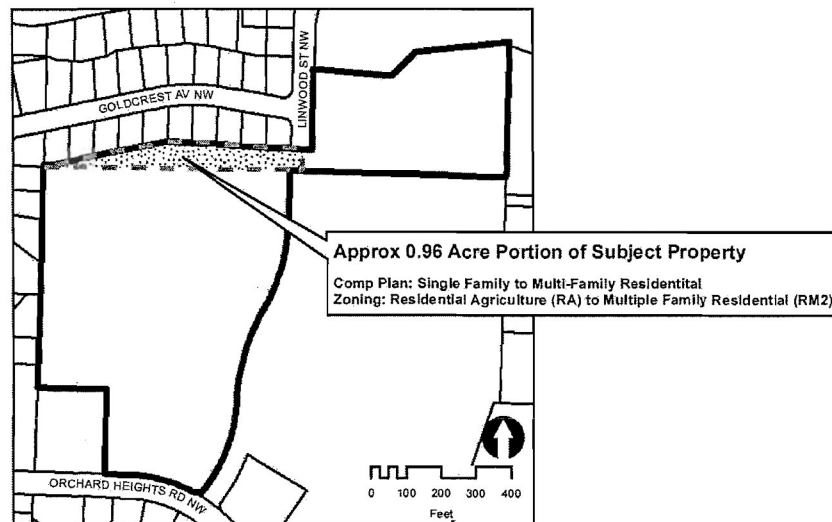 LINWOOD ST NW
GOLDCREST AV NW
Approx 0.96 Acre Portion of Subject Property
Comp Plan: Single Family to Multi-Family Residentital
Zoning: Residential Agriculture (RA) to Multiple Family Residential (RM2)
ORCHARD HEIGHTS RD NW
0 100 200 300 400
Feet